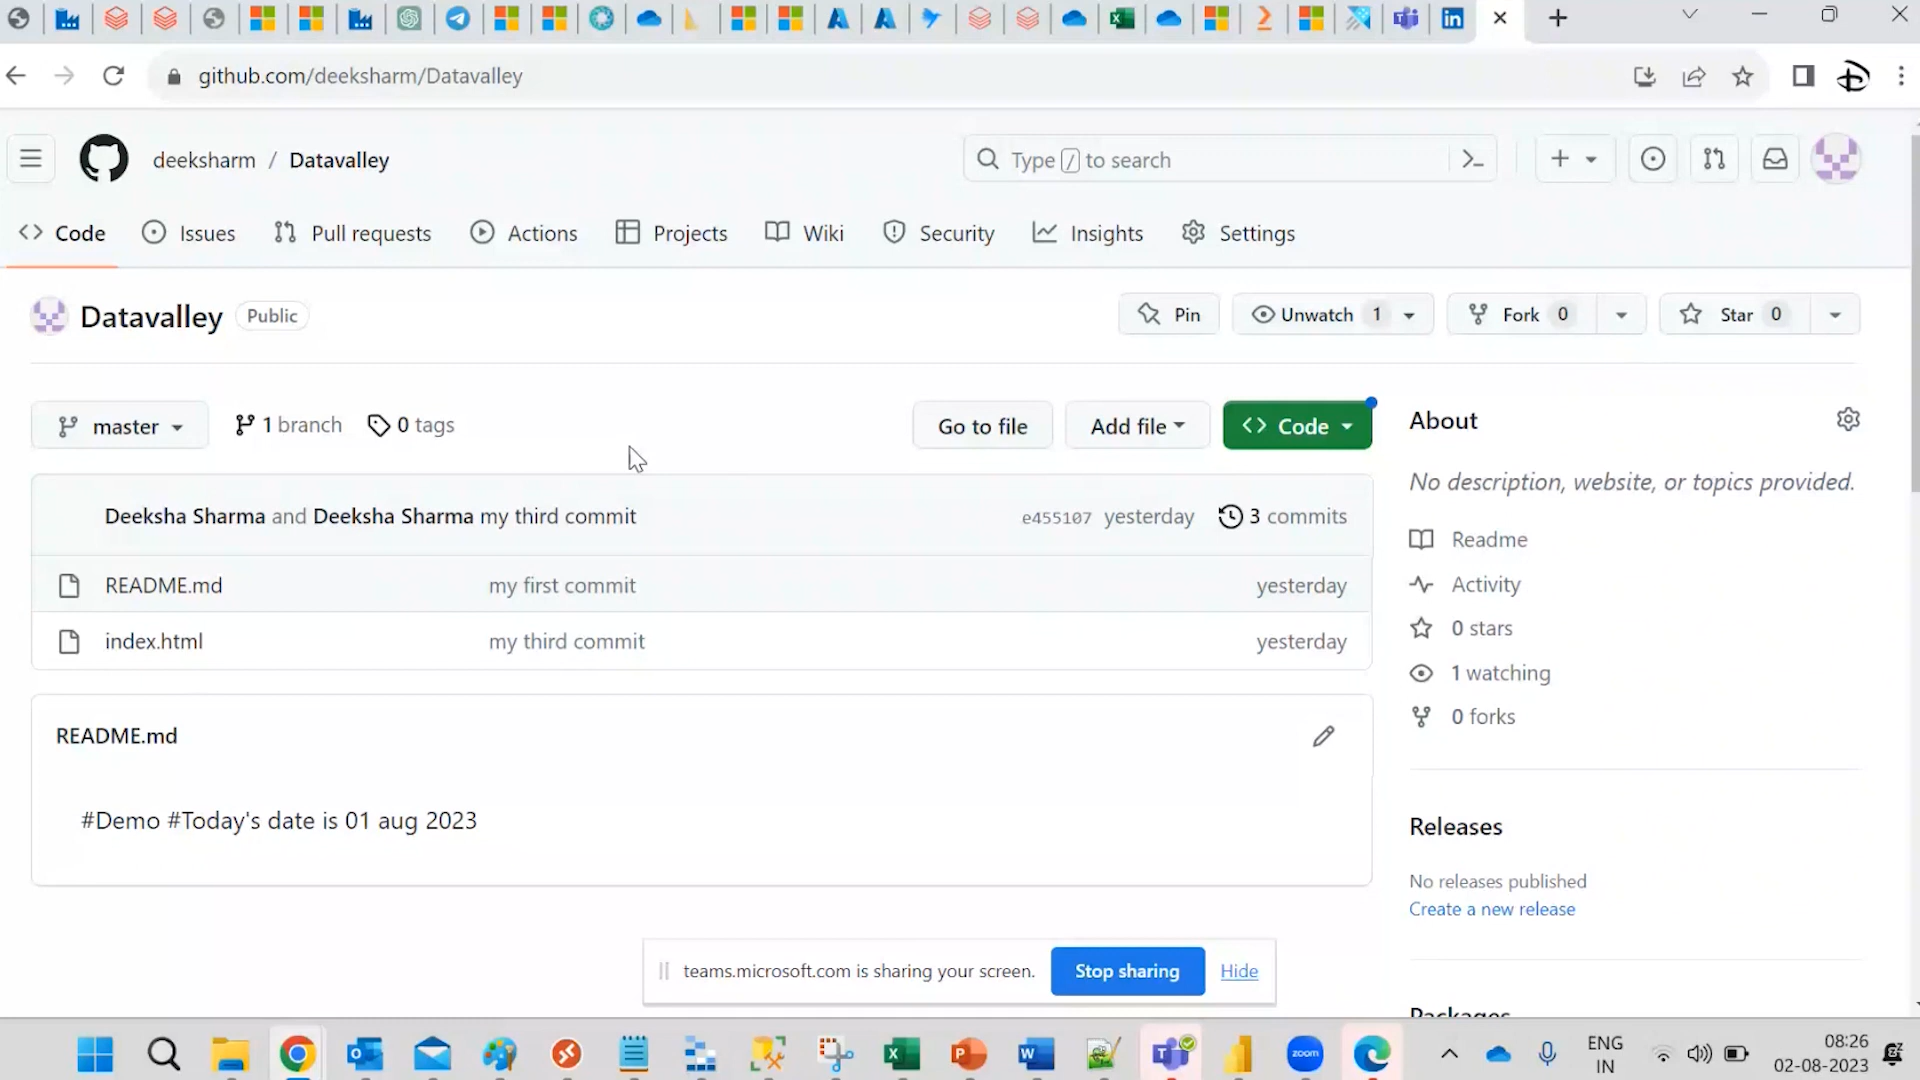 github.com/deeksharm/Datavalley
deeksharm / Datavalley
Type / to search
Code Issues Pull requests Actions Projects Wiki Security Insights Settings
Datavalley Public
Pin Unwatch 1 Fork 0 Star 0
master 1 branch 0 tags Go to file Add file Code
About
No description, website, or topics provided.
Deeksha Sharma and Deeksha Sharma my third commit e455107 yesterday 3 commits
README.md my first commit yesterday
index.html my third commit yesterday
Readme
Activity
0 stars
1 watching
0 forks
README.md
#Demo #Today's date is 01 aug 2023
Releases
No releases published
Create a new release
Packages
teams.microsoft.com is sharing your screen. Stop sharing Hide
ENG
IN
08:26
02-08-2023
zoom